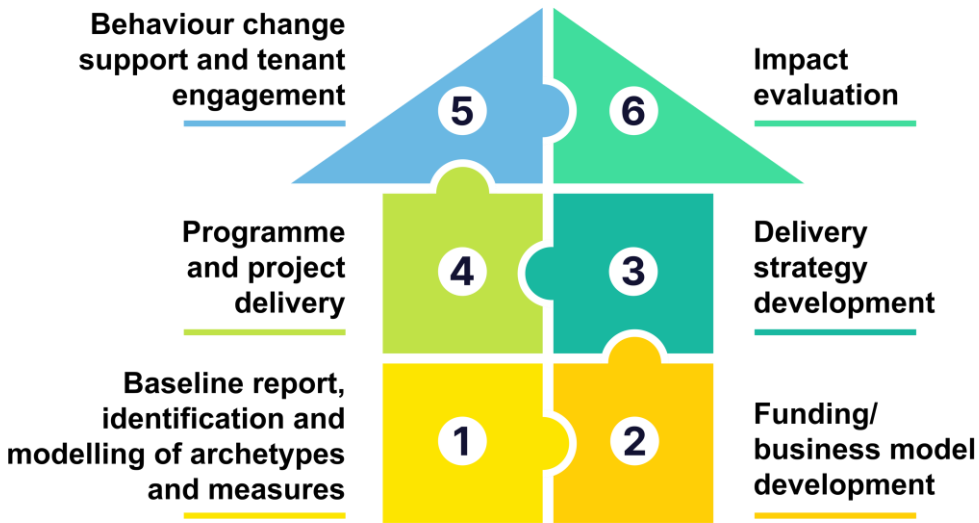 Behaviour change
support and tenant
engagement
5
6
Impact
evaluation
Programme
and project
delivery
4
3
Delivery
strategy
development
Baseline report,
identification and
modelling of archetypes
and measures
1
2
Funding/
business model
development